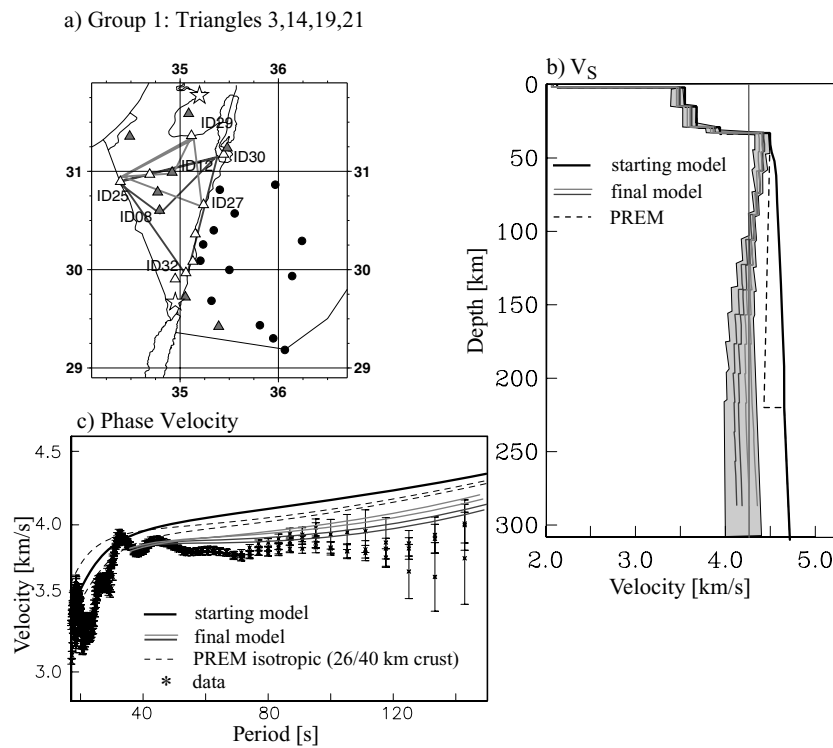 a) Group 1: Triangles 3,14,19,21
35 36
31 31
30 30
29 29
35 36
ID29
ID30
ID12
ID25
ID08
ID27
ID32
b) VS
0
50
100
150
200
250
300
2.0 3.0 4.0 5.0
Depth [km]
Velocity [km/s]
starting model
final model
PREM
c) Phase Velocity
4.5
4.0
3.5
3.0
Velocity [km/s]
starting model
final model
PREM isotropic (26/40 km crust)
* data
40 80 120
Period [s]